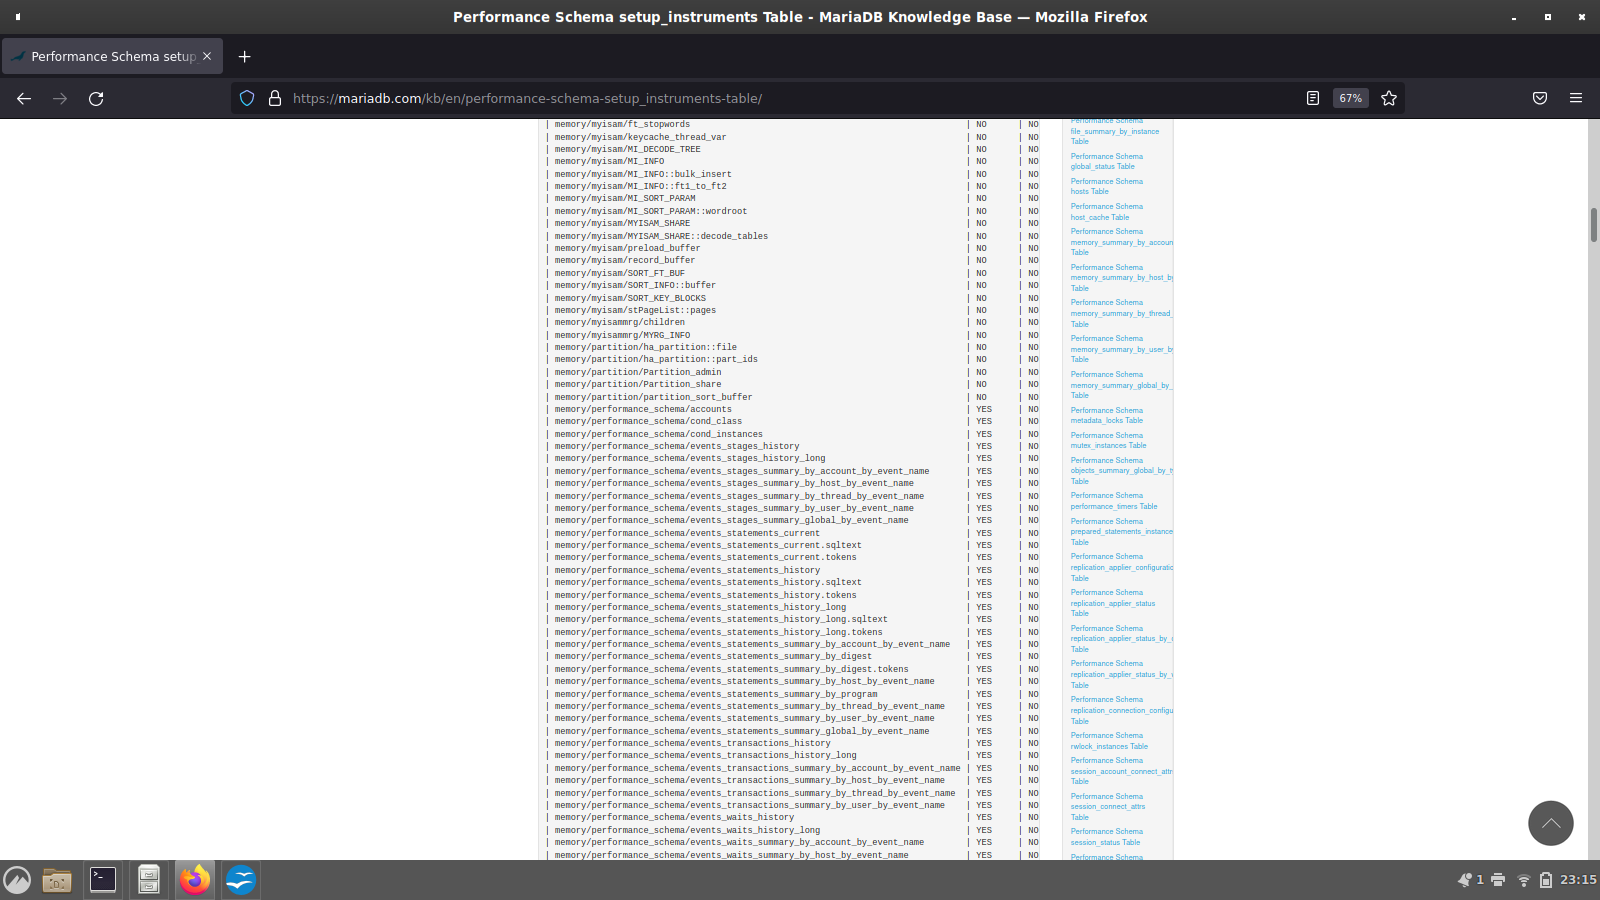 Performance Schema setup_instruments Table - MariaDB Knowledge Base — Mozilla Firefox
Performance Schema setup_
https://mariadb.com/kb/en/performance-schema-setup_instruments-table/
67%
| memory/myisam/ft_stopwords | NO | NO
| memory/myisam/keycache_thread_var | NO | NO
| memory/myisam/MI_DECODE_TREE | NO | NO
| memory/myisam/MI_INFO | NO | NO
| memory/myisam/MI_INFO::bulk_insert | NO | NO
| memory/myisam/MI_INFO::ft1_to_ft2 | NO | NO
| memory/myisam/MI_SORT_PARAM | NO | NO
| memory/myisam/MI_SORT_PARAM::wordroot | NO | NO
| memory/myisam/MYISAM_SHARE | NO | NO
| memory/myisam/MYISAM_SHARE::decode_tables | NO | NO
| memory/myisam/preload_buffer | NO | NO
| memory/myisam/record_buffer | NO | NO
| memory/myisam/SORT_FT_BUF | NO | NO
| memory/myisam/SORT_INFO::buffer | NO | NO
| memory/myisam/SORT_KEY_BLOCKS | NO | NO
| memory/myisam/stPageList::pages | NO | NO
| memory/myisammrg/children | NO | NO
| memory/myisammrg/MYRG_INFO | NO | NO
| memory/partition/ha_partition::file | NO | NO
| memory/partition/ha_partition::part_ids | NO | NO
| memory/partition/Partition_admin | NO | NO
| memory/partition/Partition_share | NO | NO
| memory/partition/partition_sort_buffer | NO | NO
| memory/performance_schema/accounts | YES | NO
| memory/performance_schema/cond_class | YES | NO
| memory/performance_schema/cond_instances | YES | NO
| memory/performance_schema/events_stages_history | YES | NO
| memory/performance_schema/events_stages_history_long | YES | NO
| memory/performance_schema/events_stages_summary_by_account_by_event_name | YES | NO
| memory/performance_schema/events_stages_summary_by_host_by_event_name | YES | NO
| memory/performance_schema/events_stages_summary_by_thread_by_event_name | YES | NO
| memory/performance_schema/events_stages_summary_by_user_by_event_name | YES | NO
| memory/performance_schema/events_stages_summary_global_by_event_name | YES | NO
| memory/performance_schema/events_statements_current | YES | NO
| memory/performance_schema/events_statements_current.sqltext | YES | NO
| memory/performance_schema/events_statements_current.tokens | YES | NO
| memory/performance_schema/events_statements_history | YES | NO
| memory/performance_schema/events_statements_history.sqltext | YES | NO
| memory/performance_schema/events_statements_history.tokens | YES | NO
| memory/performance_schema/events_statements_history_long | YES | NO
| memory/performance_schema/events_statements_history_long.sqltext | YES | NO
| memory/performance_schema/events_statements_history_long.tokens | YES | NO
| memory/performance_schema/events_statements_summary_by_account_by_event_name | YES | NO
| memory/performance_schema/events_statements_summary_by_digest | YES | NO
| memory/performance_schema/events_statements_summary_by_digest.tokens | YES | NO
| memory/performance_schema/events_statements_summary_by_host_by_event_name | YES | NO
| memory/performance_schema/events_statements_summary_by_program | YES | NO
| memory/performance_schema/events_statements_summary_by_thread_by_event_name | YES | NO
| memory/performance_schema/events_statements_summary_by_user_by_event_name | YES | NO
| memory/performance_schema/events_statements_summary_global_by_event_name | YES | NO
| memory/performance_schema/events_transactions_history | YES | NO
| memory/performance_schema/events_transactions_history_long | YES | NO
| memory/performance_schema/events_transactions_summary_by_account_by_event_name | YES | NO
| memory/performance_schema/events_transactions_summary_by_host_by_event_name | YES | NO
| memory/performance_schema/events_transactions_summary_by_thread_by_event_name | YES | NO
| memory/performance_schema/events_transactions_summary_by_user_by_event_name | YES | NO
| memory/performance_schema/events_waits_history | YES | NO
| memory/performance_schema/events_waits_history_long | YES | NO
| memory/performance_schema/events_waits_summary_by_account_by_event_name | YES | NO
| memory/performance_schema/events_waits_summary_by_host_by_event_name | YES | NO
Performance Schema
file_summary_by_instance
Table
Performance Schema
global_status Table
Performance Schema
hosts Table
Performance Schema
host_cache Table
Performance Schema
memory_summary_by_accoun
Table
Performance Schema
memory_summary_by_host_by
Table
Performance Schema
memory_summary_by_thread_
Table
Performance Schema
memory_summary_by_user_by
Table
Performance Schema
memory_summary_global_by_
Table
Performance Schema
metadata_locks Table
Performance Schema
mutex_instances Table
Performance Schema
objects_summary_global_by_t
Table
Performance Schema
performance_timers Table
Performance Schema
prepared_statements_instance
Table
Performance Schema
replication_applier_configuratio
Table
Performance Schema
replication_applier_status
Table
Performance Schema
replication_applier_status_by_c
Table
Performance Schema
replication_applier_status_by_v
Table
Performance Schema
replication_connection_configu
Table
Performance Schema
rwlock_instances Table
Performance Schema
session_account_connect_attr
Table
Performance Schema
session_connect_attrs
Table
Performance Schema
session_status Table
Performance Schema
1
23:15